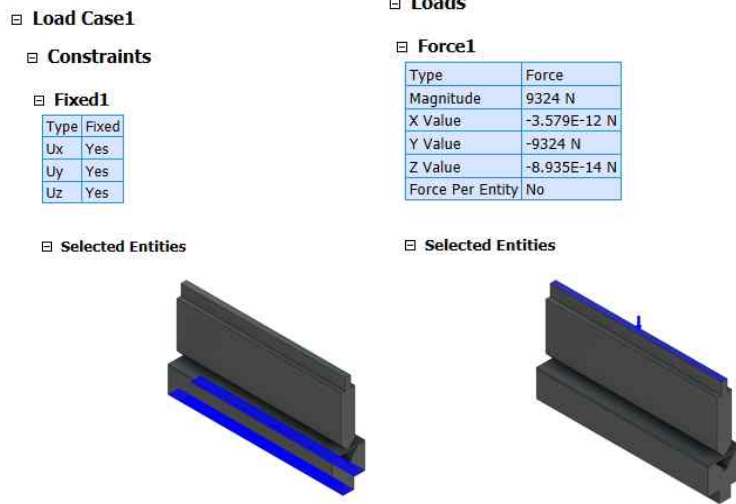 Load Case1
Constraints
Fixed1
Type Fixed
Ux Yes
Uy Yes
Uz Yes
Selected Entities
Loads
Force1
Type Force
Magnitude 9324 N
X Value -3.579E-12 N
Y Value -9324 N
Z Value -8.935E-14 N
Force Per Entity No
Selected Entities